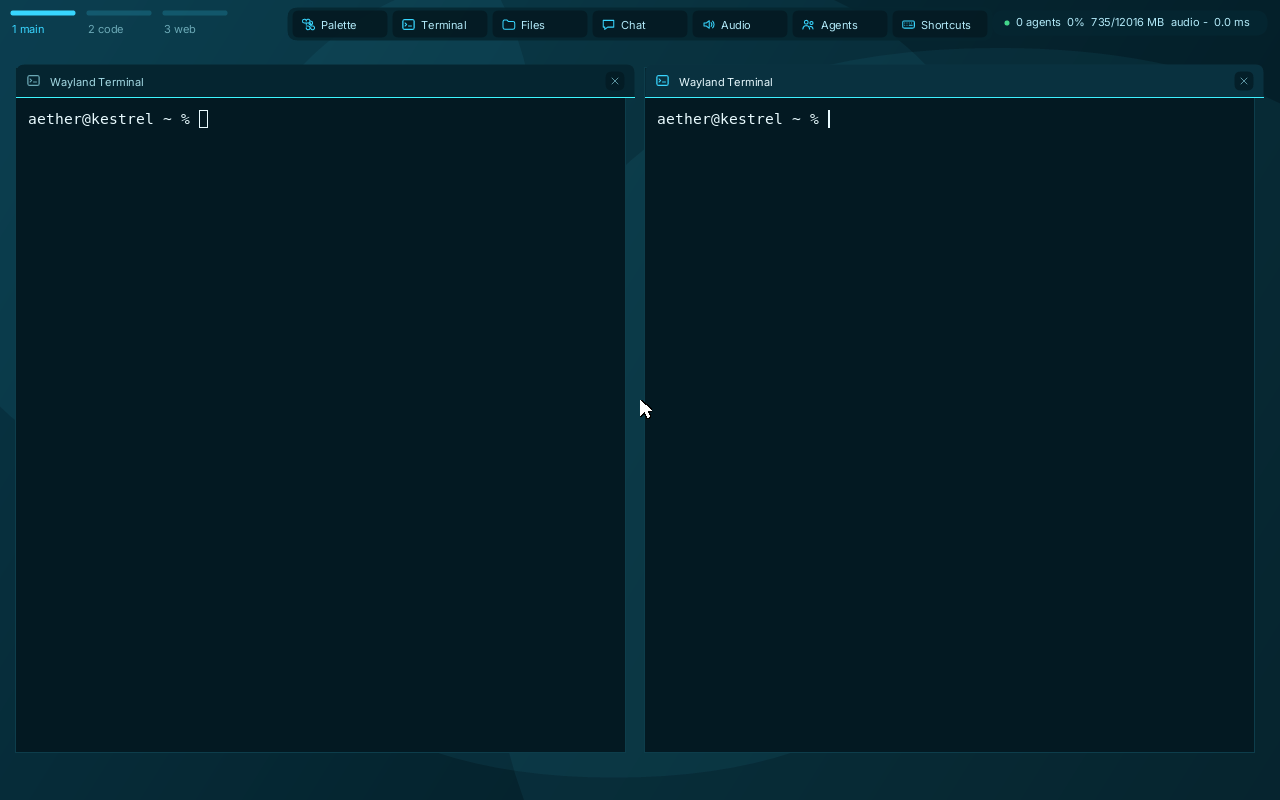 1 main
2 code
3 web
Palette
Terminal
Files
Chat
Audio
Agents
Shortcuts
0 agents 0% 735/12016 MB audio - 0.0 ms
Wayland Terminal
aether@kestrel ~ %
Wayland Terminal
aether@kestrel ~ %